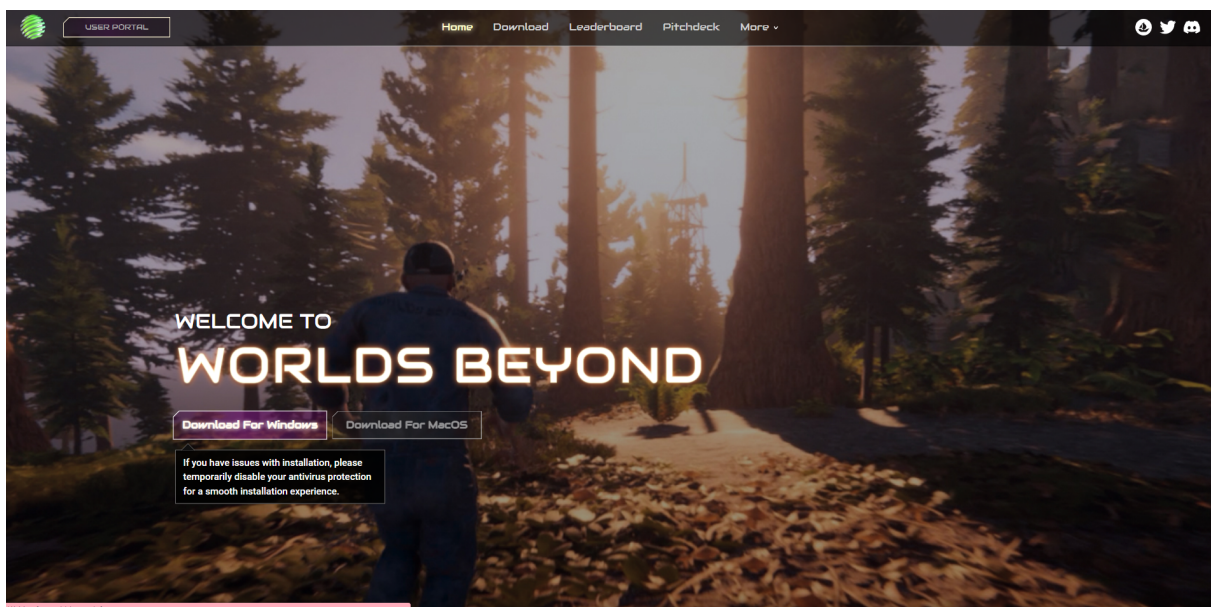 USER PORTAL
Home Download Leaderboard Pitchdeck More
WELCOME TO
WORLDS BEYOND
Download For Windows Download For MacOS
If you have issues with installation, please
temporarily disable your antivirus protection
for a smooth installation experience.